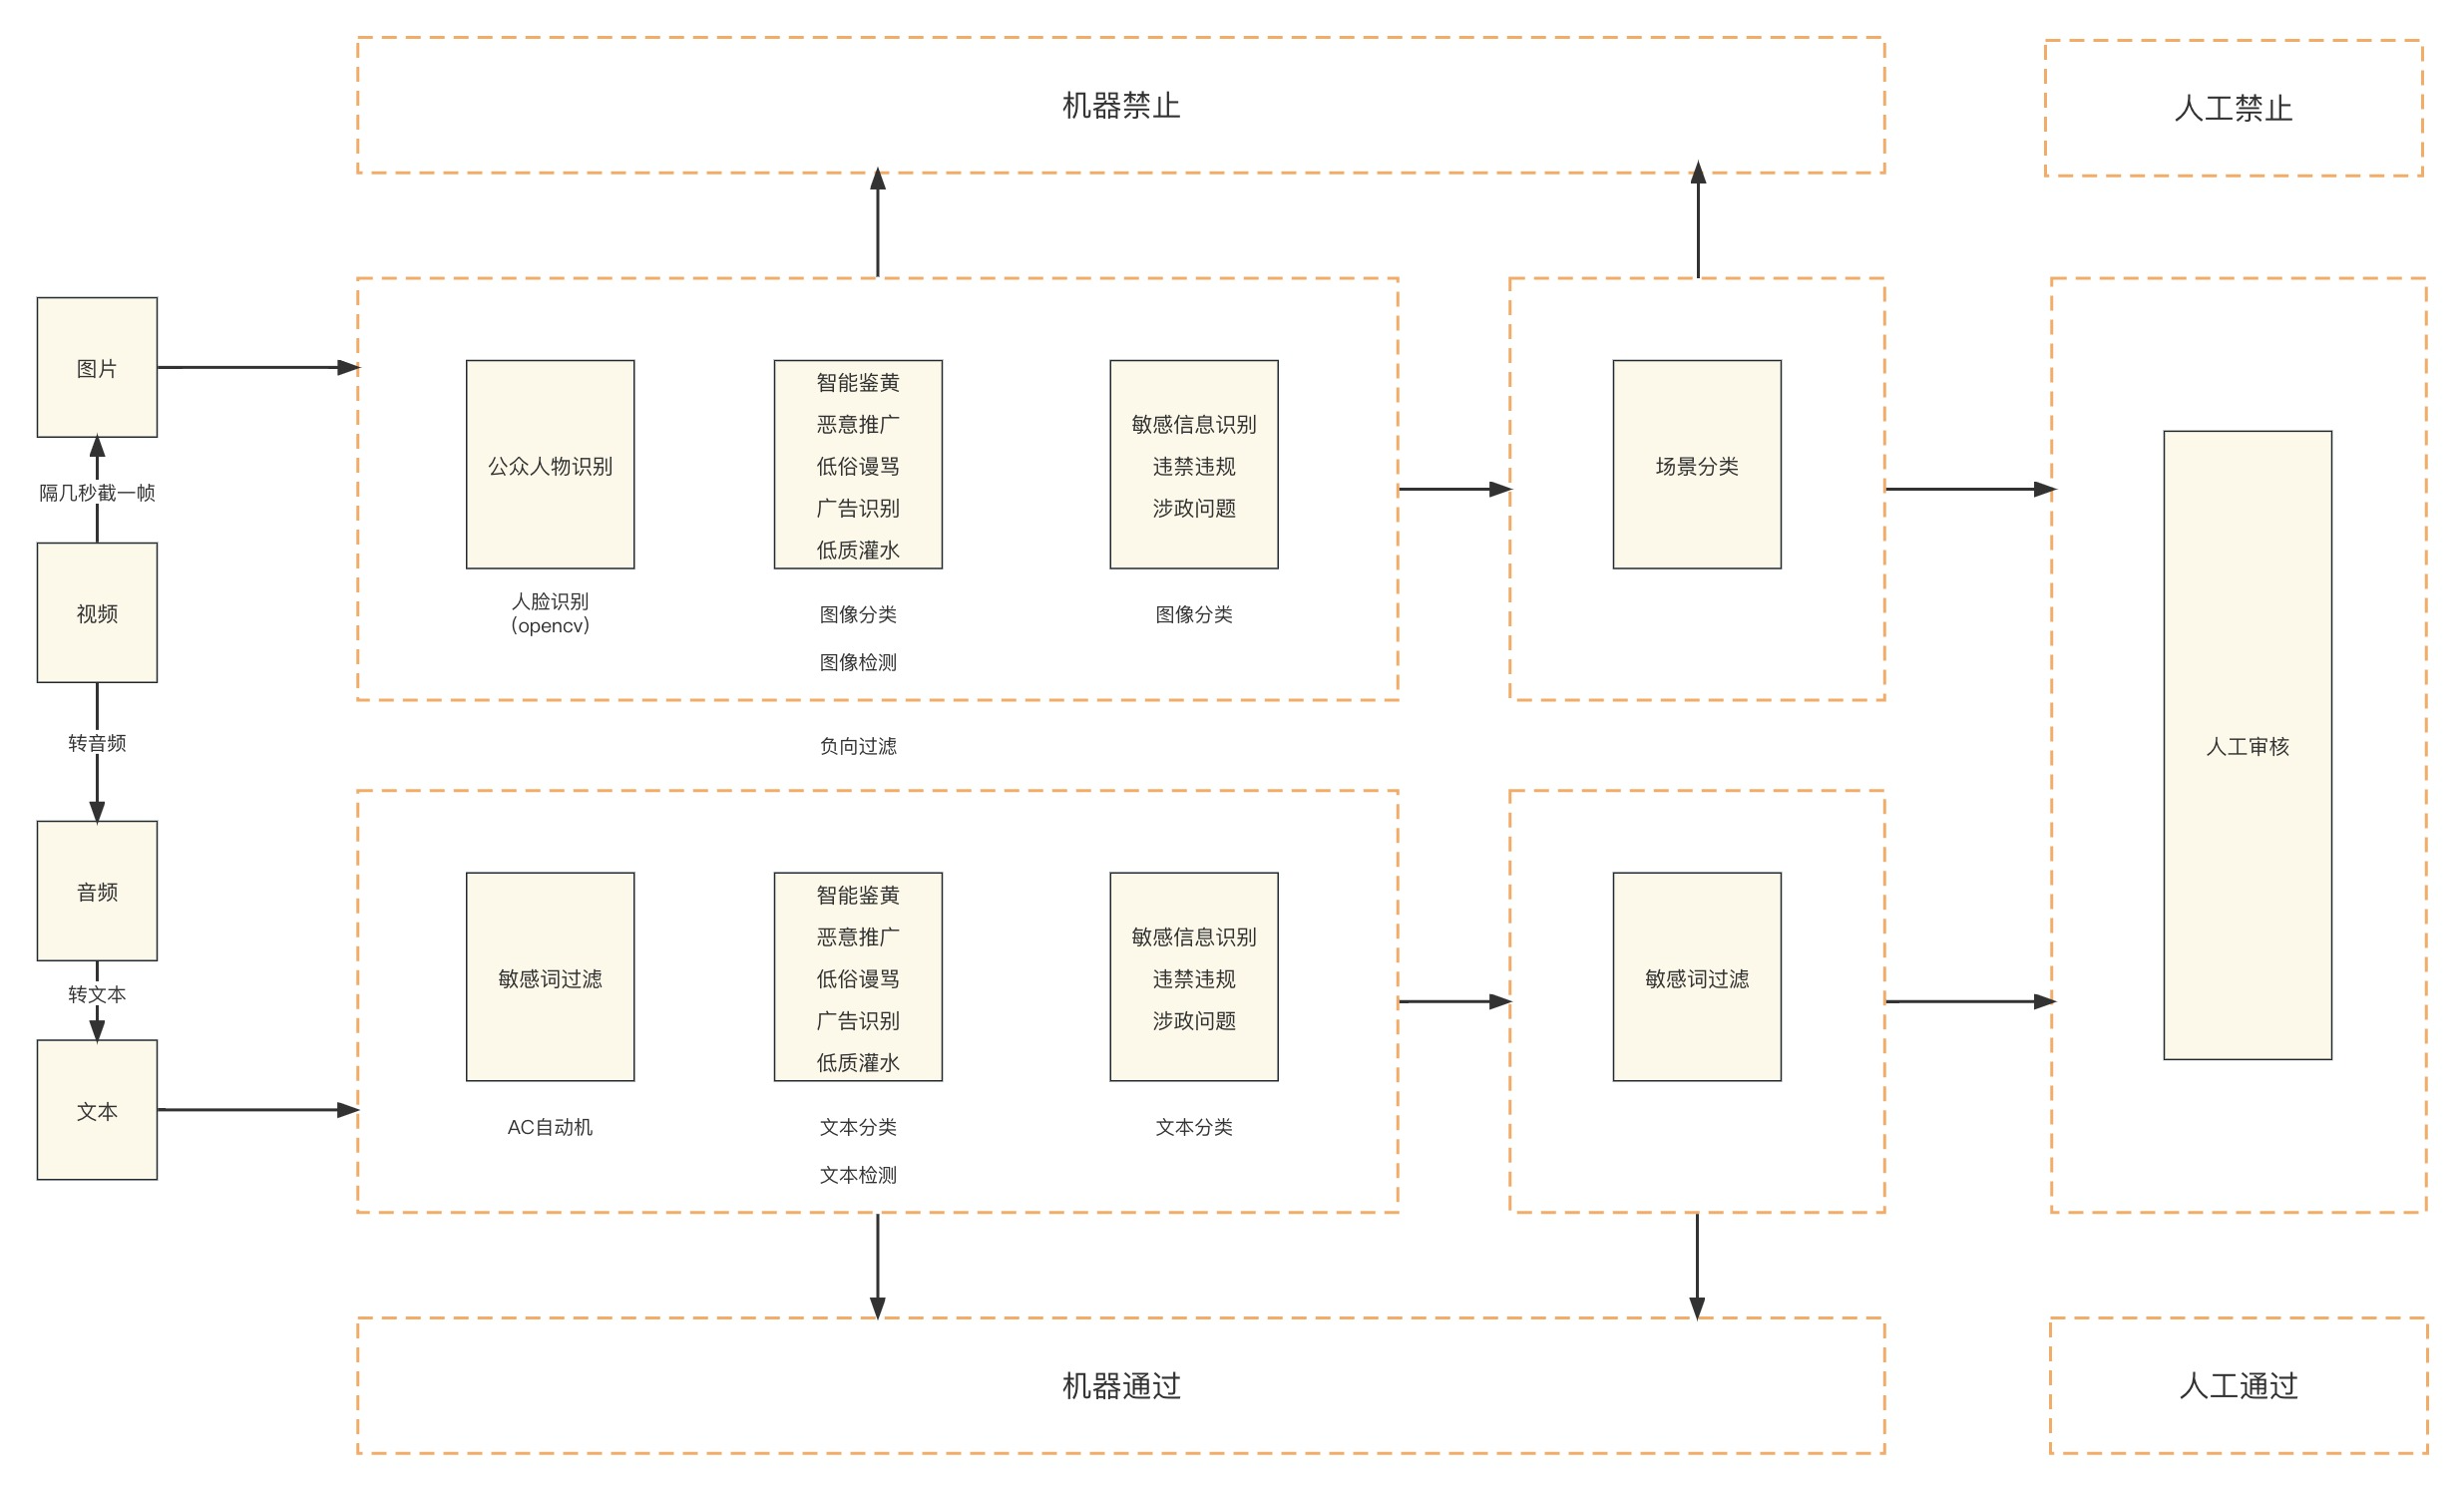 机器禁止
人工禁止
图片
隔几秒截一帧
视频
转音频
音频
转文本
文本
公众人物识别
人脸识别
(opencv)
智能鉴黄
恶意推广
低俗谩骂
广告识别
低质灌水
图像分类
图像检测
敏感信息识别
违禁违规
涉政问题
图像分类
场景分类
负向过滤
敏感词过滤
AC自动机
智能鉴黄
恶意推广
低俗谩骂
广告识别
低质灌水
文本分类
文本检测
敏感信息识别
违禁违规
涉政问题
文本分类
敏感词过滤
人工审核
机器通过
人工通过